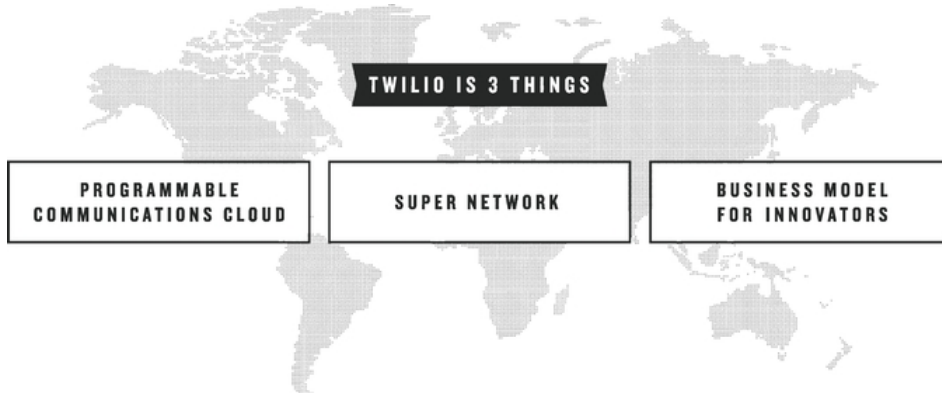 TWILIO IS 3 THINGS
PROGRAMMABLE
COMMUNICATIONS CLOUD
SUPER NETWORK
BUSINESS MODEL
FOR INNOVATORS